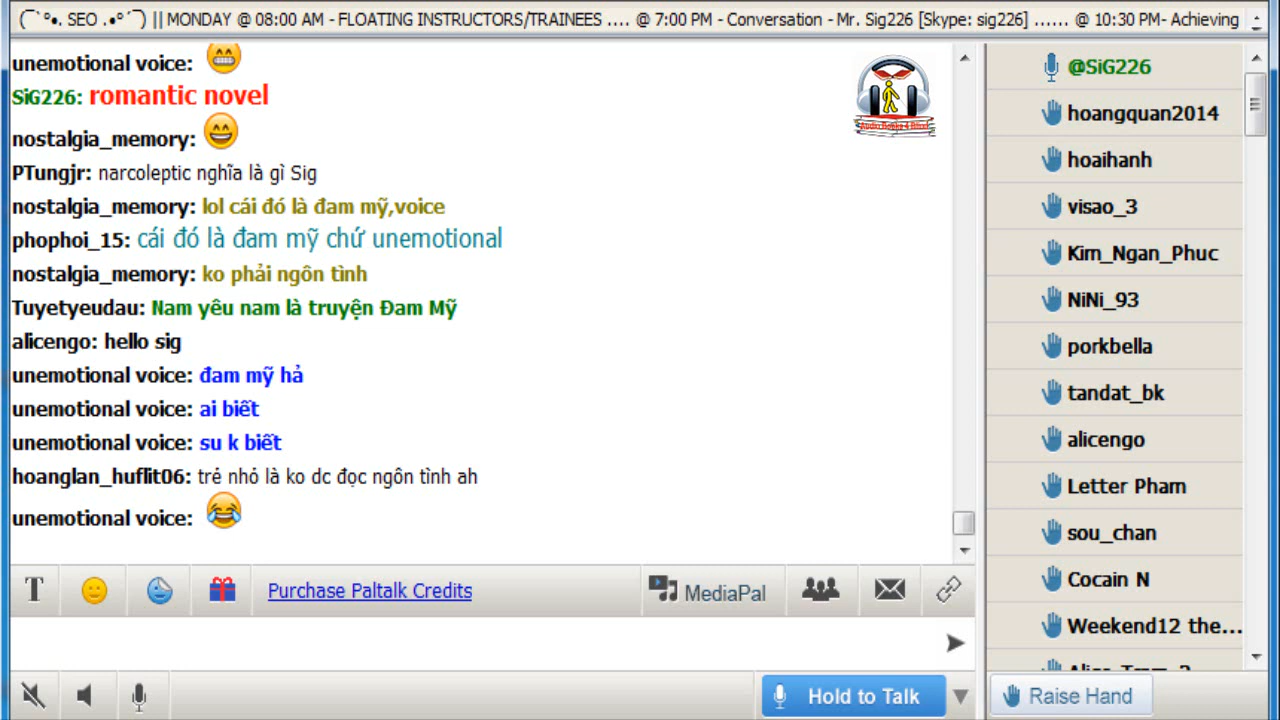 (¯`°•. SEO .•°´¯) || MONDAY @ 08:00 AM - FLOATING INSTRUCTORS/TRAINEES .... @ 7:00 PM - Conversation - Mr. Sig226 [Skype: sig226] ...... @ 10:30 PM- Achieving
unemotional voice:
SiG226: romantic novel
nostalgia_memory:
PTungjr: narcoleptic nghĩa là gì Sig
nostalgia_memory: lol cái đó là đam mỹ,voice
phophoi_15: cái đó là đam mỹ chứ unemotional
nostalgia_memory: ko phải ngôn tình
Tuyetyeudau: Nam yêu nam là truyện Đam Mỹ
alicengo: hello sig
unemotional voice: đam mỹ hả
unemotional voice: ai biết
unemotional voice: su k biết
hoanglan_huflit06: trẻ nhỏ là ko dc đọc ngôn tình ah
unemotional voice:
T
Purchase Paltalk Credits
MediaPal
Hold to Talk
@SiG226
hoangquan2014
hoaihanh
visao_3
Kim_Ngan_Phuc
NiNi_93
porkbella
tandat_bk
alicengo
Letter Pham
sou_chan
Cocain N
Weekend12 the...
Raise Hand